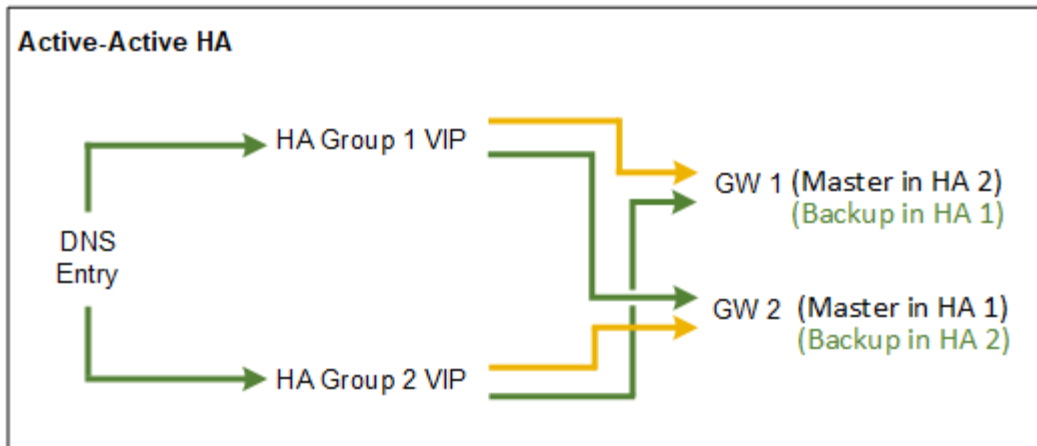 Active-Active HA
HA Group 1 VIP
GW 1 (Master in HA 2)
(Backup in HA 1)
DNS
Entry
GW 2 (Master in HA 1)
(Backup in HA 2)
HA Group 2 VIP